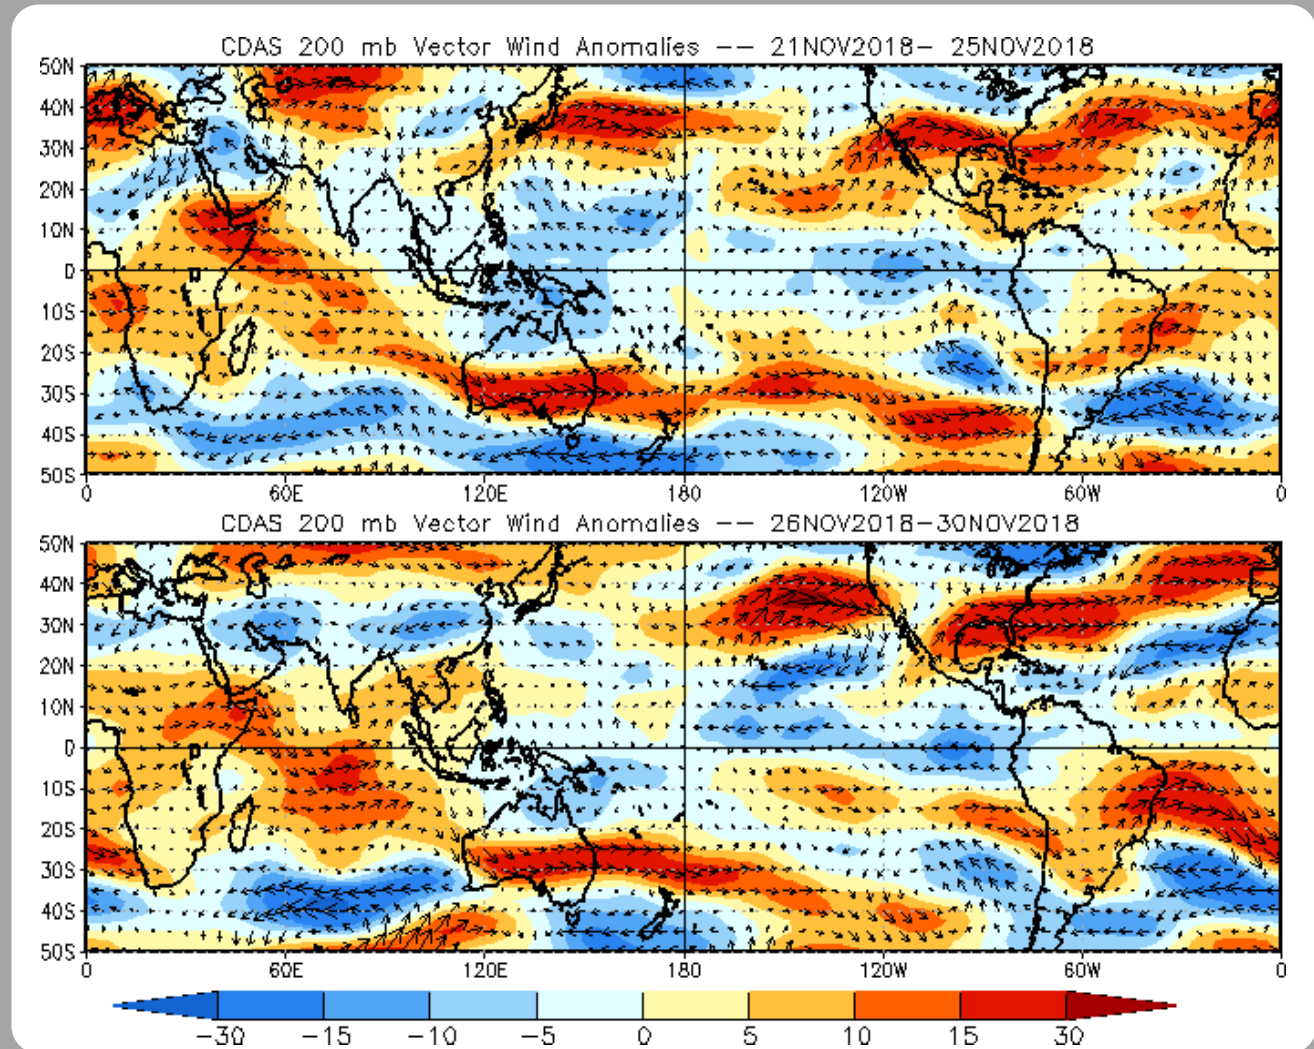 CDAS 200 mb Vector Wind Anomalies -- 21NOV2018- 25NOV2018
50N
40N
30N
20N
10N
0
10S
20S
30S
40S
50S
0 60E 120E 180 120W 60W 0
CDAS 200 mb Vector Wind Anomalies -- 26NOV2018-30NOV2018
50N
40N
30N
20N
10N
0
10S
20S
30S
40S
50S
0 60E 120E 180 120W 60W 0
-30 -15 -10 -5 0 5 10 15 30